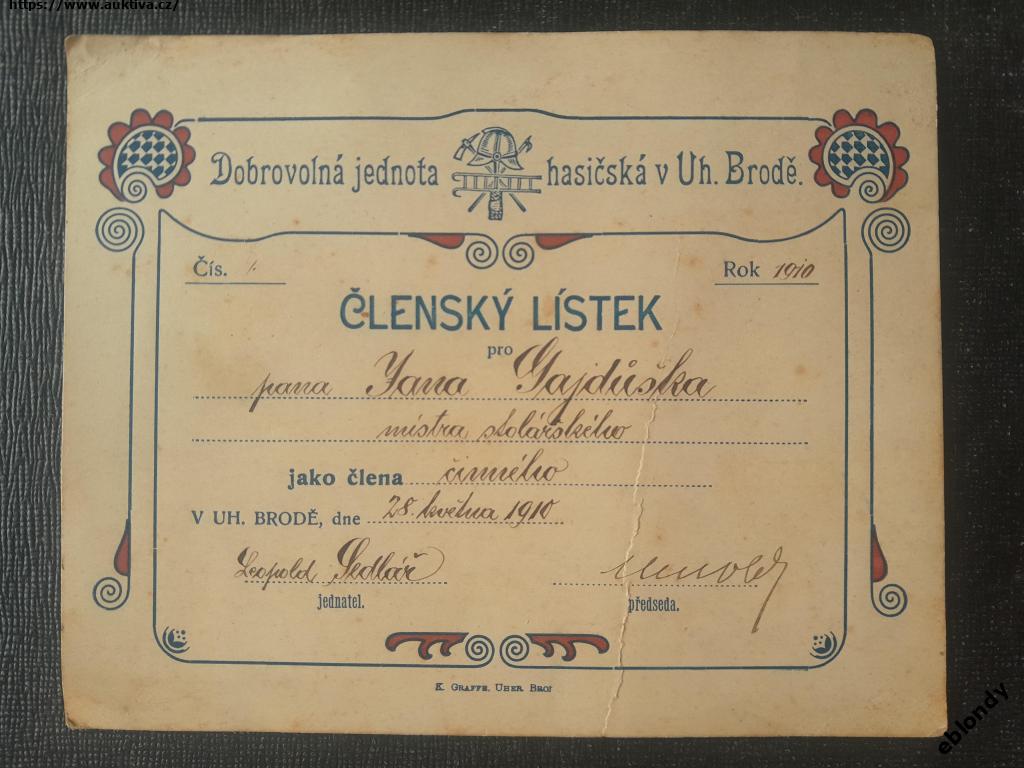 https://www.auktiva.cz/
Dobrovolná jednota hasičská v Uh. Brodě.
Čís. 1.
Rok 1910
ČLENSKÝ LÍSTEK
pro
pana Jana Gajdůška
mistra stolářského
jako člena činného
V UH. BRODĚ, dne 28. května 1910
Leopold Sedlář
jednatel. předseda.
K. GRAFFE, UHER. BROD
eblondy